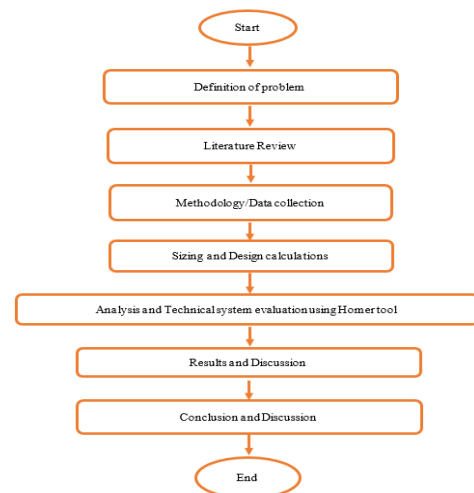 Start
Definition of problem
Literature Review
Methodology/Data collection
Sizing and Design calculations
Analysis and Technical system evaluation using Homer tool
Results and Discussion
Conclusion and Discussion
End